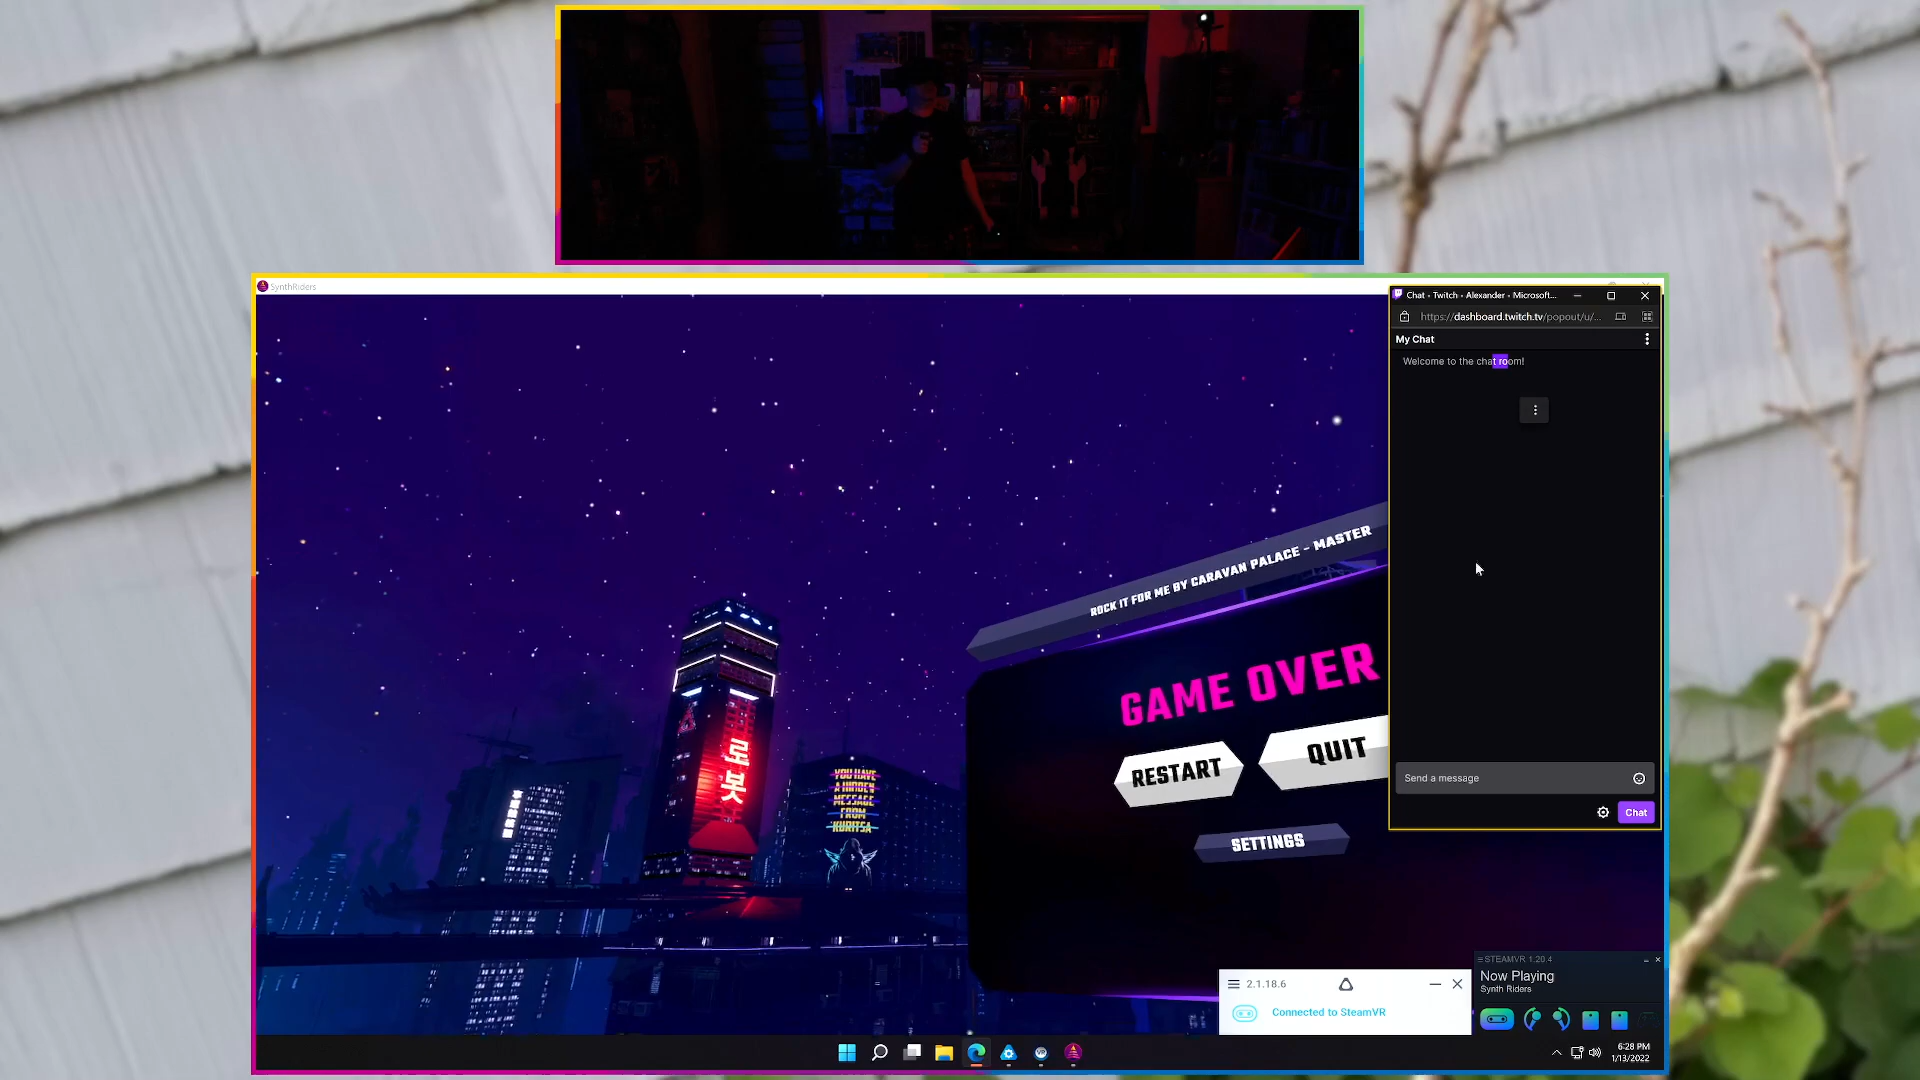 SynthRiders
Chat - Twitch - Alexander - Microsoft...
https://dashboard.twitch.tv/popout/u/...
My Chat
Welcome to the chat room!
ROCK IT FOR ME BY CARAVAN PALACE - MASTER
GAME OVER
RESTART
QUIT
SETTINGS
로봇
YOU HAVE
A HIDDEN
MESSAGE
FROM
KURITSA
Send a message
Chat
STEAMVR 1.20.4
Now Playing
Synth Riders
2.1.18.6
Connected to SteamVR
6:28 PM
1/13/2022